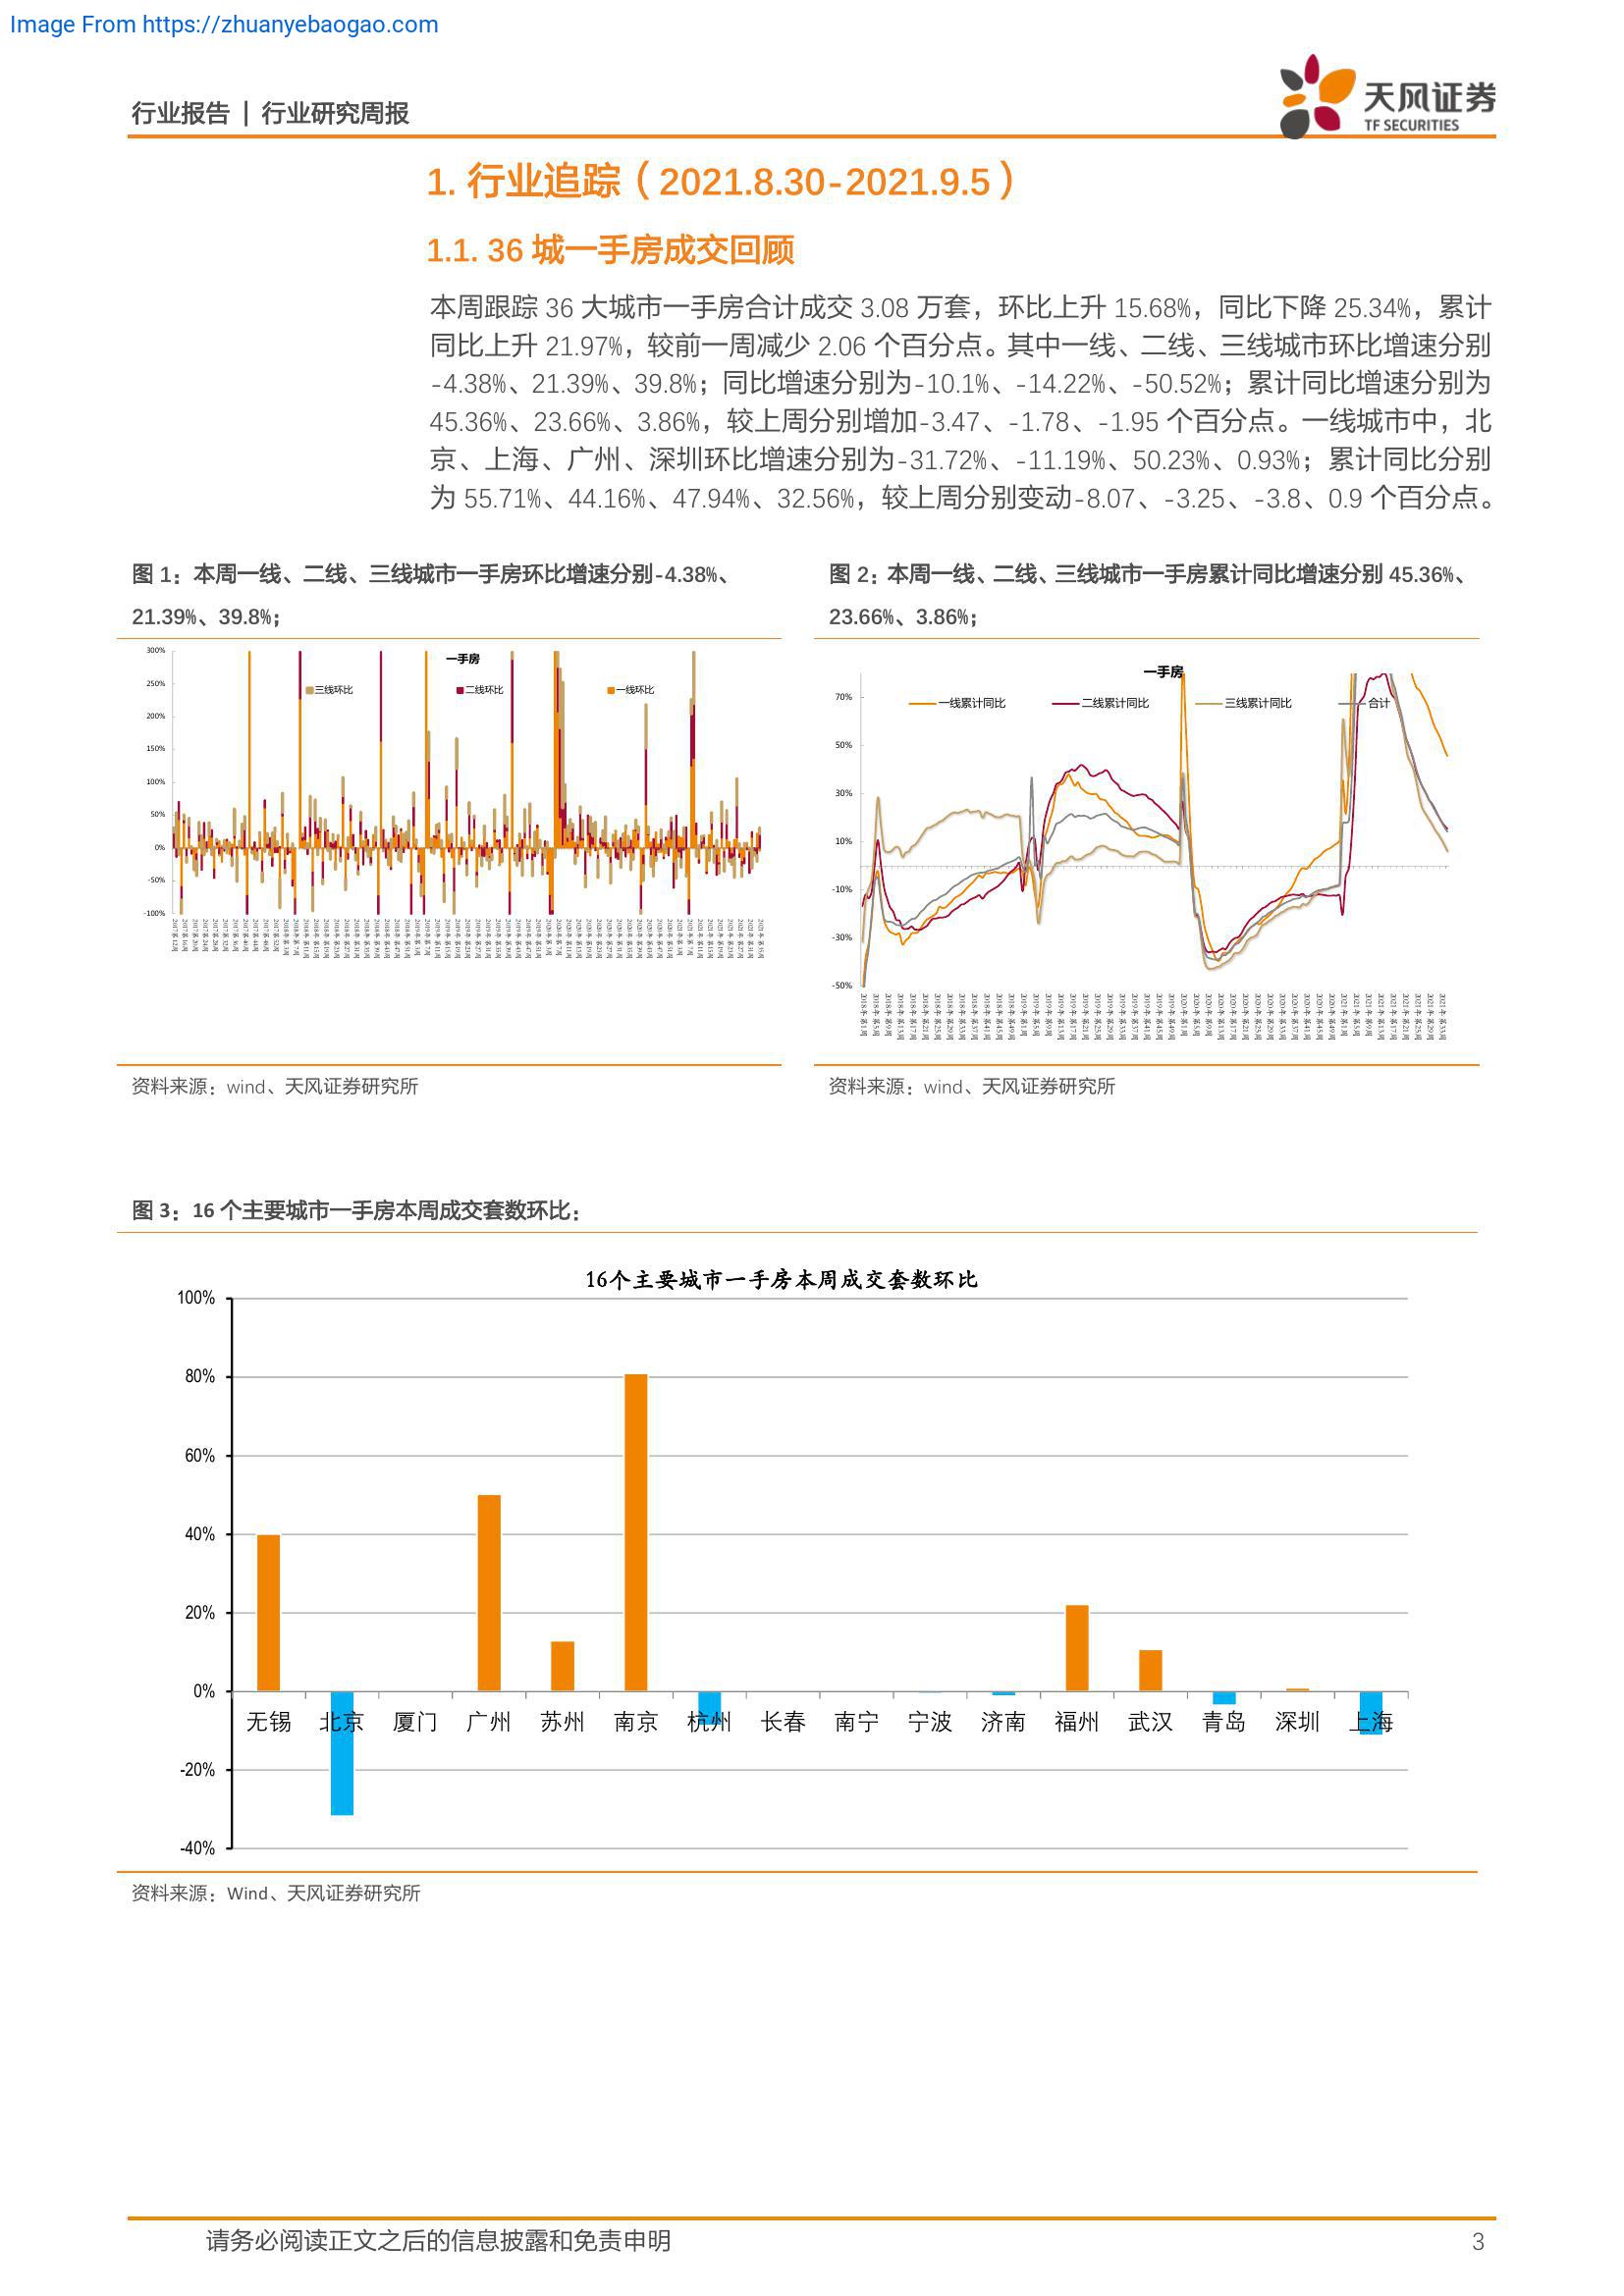 Image From https://zhuanyebaogao.com
行业报告 | 行业研究周报
天风证券
TF SECURITIES
1. 行业追踪（2021.8.30-2021.9.5）
1.1. 36 城一手房成交回顾
本周跟踪 36 大城市一手房合计成交 3.08 万套，环比上升 15.68%，同比下降 25.34%，累计
同比上升 21.97%，较前一周减少 2.06 个百分点。其中一线、二线、三线城市环比增速分别
-4.38%、21.39%、39.8%；同比增速分别为-10.1%、-14.22%、-50.52%；累计同比增速分别为
45.36%、23.66%、3.86%，较上周分别增加-3.47、-1.78、-1.95 个百分点。一线城市中，北
京、上海、广州、深圳环比增速分别为-31.72%、-11.19%、50.23%、0.93%；累计同比分别
为 55.71%、44.16%、47.94%、32.56%，较上周分别变动-8.07、-3.25、-3.8、0.9 个百分点。
图 1：本周一线、二线、三线城市一手房环比增速分别-4.38%、
21.39%、39.8%；
一手房
三线环比 二线环比 一线环比
300%
250%
200%
150%
100%
50%
0%
-50%
-100%
资料来源：wind、天风证券研究所
图 2：本周一线、二线、三线城市一手房累计同比增速分别 45.36%、
23.66%、3.86%；
一手房
一线累计同比 二线累计同比 三线累计同比 合计
70%
50%
30%
10%
-10%
-30%
-50%
资料来源：wind、天风证券研究所
图 3：16 个主要城市一手房本周成交套数环比：
16个主要城市一手房本周成交套数环比
100%
80%
60%
40%
20%
0%
无锡 北京 厦门 广州 苏州 南京 杭州 长春 南宁 宁波 济南 福州 武汉 青岛 深圳 上海
-20%
-40%
资料来源：Wind、天风证券研究所
请务必阅读正文之后的信息披露和免责申明
3